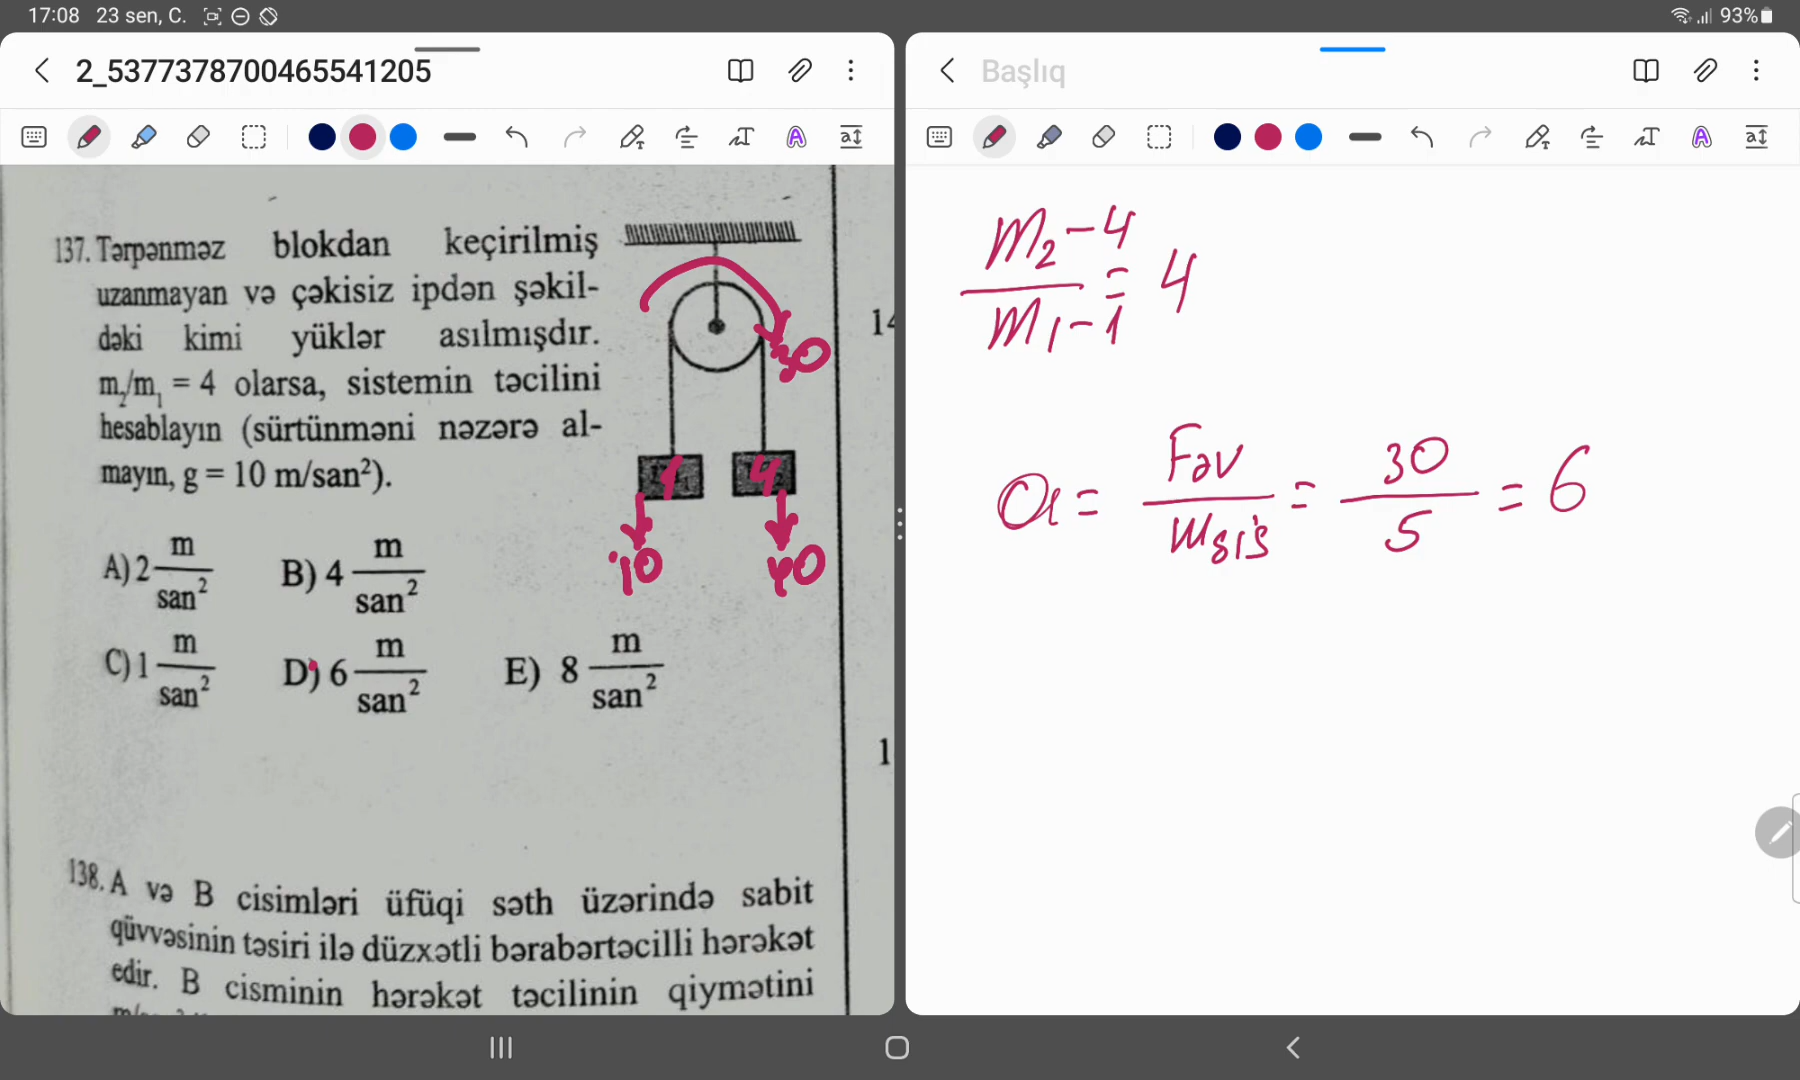 17:08 23 sen, C.
93%
2_5377378700465541205
Başlıq
137. Tərpənməz blokdan keçirilmiş
uzanmayan və çəkisiz ipdən şəkil-
dəki kimi yüklər asılmışdır.
m₂/m₁ = 4 olarsa, sistemin təcilini
hesablayın (sürtünməni nəzərə al-
mayın, g = 10 m/san²).
A) 2 m/san² B) 4 m/san²
C) 1 m/san² D) 6 m/san² E) 8 m/san²
30
1 4
10 40
14
1
138. A və B cisimləri üfüqi səth üzərində sabit
qüvvəsinin təsiri ilə düzxətli bərabərtəcilli hərəkət
edir. B cisminin hərəkət təcilinin qiymətini
m₂ - 4
= 4
m₁ - 1
a = Fəv/msis = 30/5 = 6